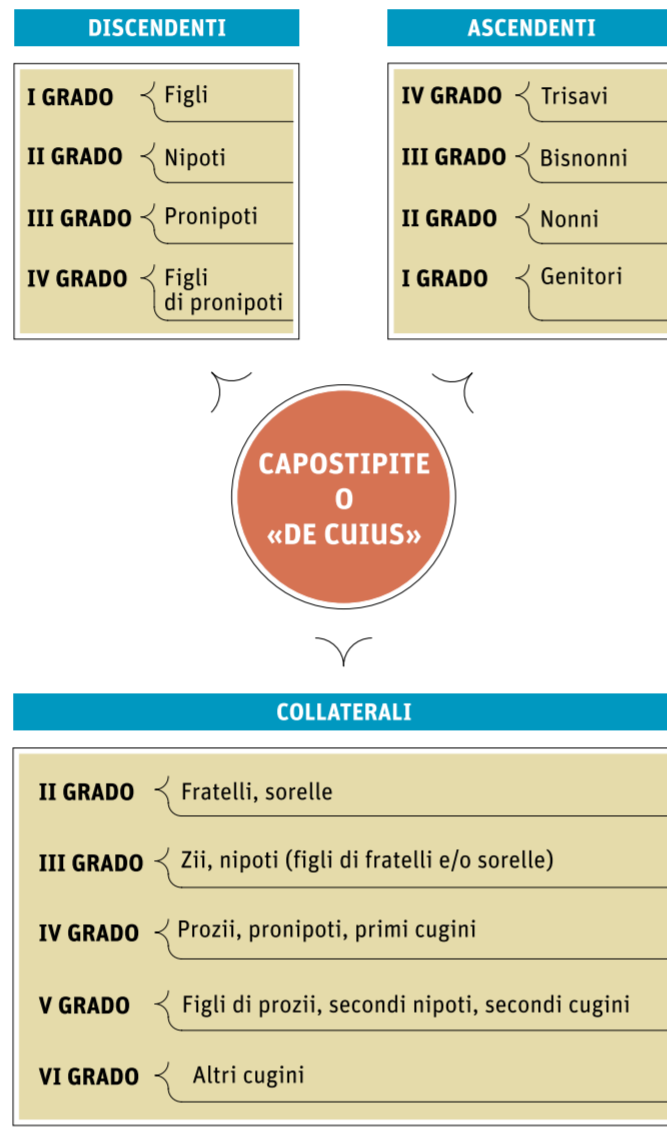 DISCENDENTI
I GRADO Figli
II GRADO Nipoti
III GRADO Pronipoti
IV GRADO Figli
di pronipoti
ASCENDENTI
IV GRADO Trisavi
III GRADO Bisnonni
II GRADO Nonni
I GRADO Genitori
CAPOSTIPITE
O
«DE CUIUS»
COLLATERALI
II GRADO Fratelli, sorelle
III GRADO Zii, nipoti (figli di fratelli e/o sorelle)
IV GRADO Prozii, pronipoti, primi cugini
V GRADO Figli di prozii, secondi nipoti, secondi cugini
VI GRADO Altri cugini